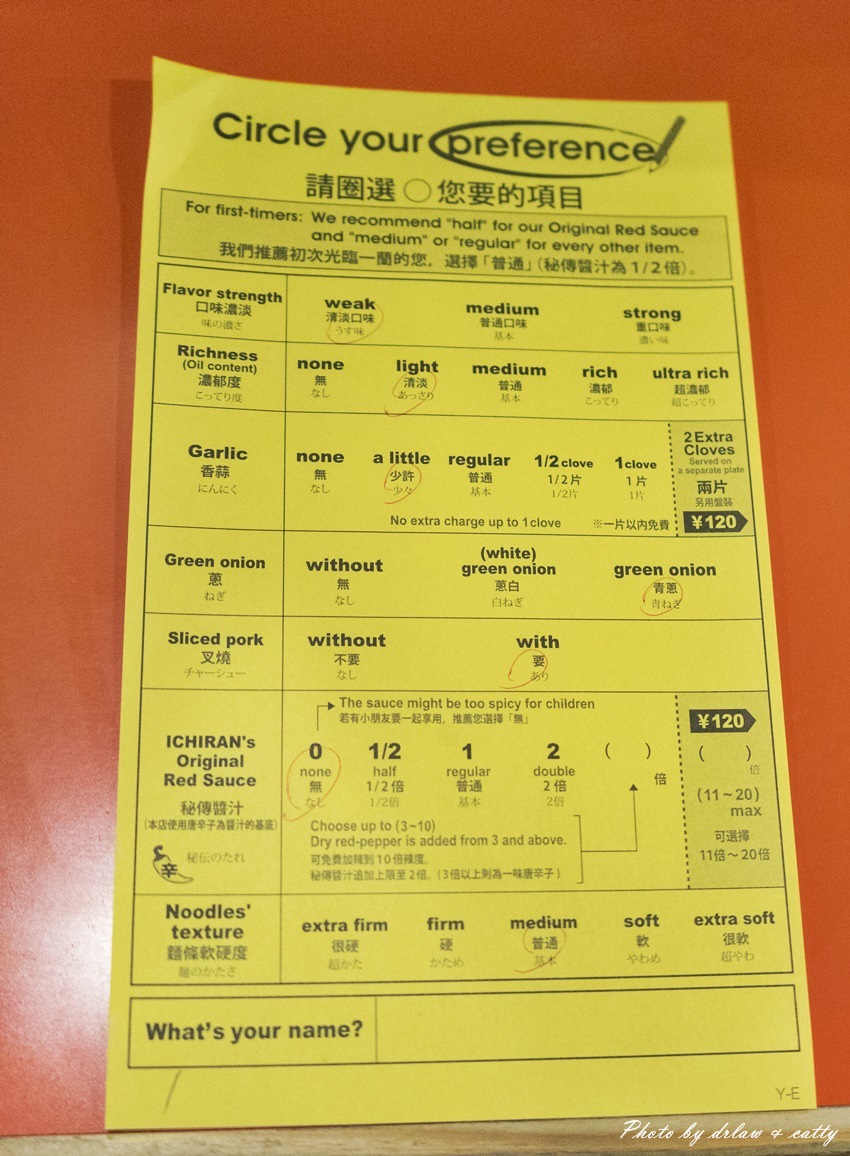 Circle your preference
請圈選 ○ 您要的項目
For first-timers: We recommend "half" for our Original Red Sauce
and "medium" or "regular" for every other item.
我們推薦初次光臨一蘭的您，選擇「普通」(秘傳醬汁為 1/2 倍)。
Flavor strength
口味濃淡
味の濃さ
weak medium strong
清淡口味 普通口味 重口味
うす味 基本 濃い味
Richness
(Oil content)
濃郁度
こってり度
none light medium rich ultra rich
無 清淡 普通 濃郁 超濃郁
なし あっさり 基本 こってり 超こってり
Garlic
香蒜
にんにく
none a little regular 1/2 clove 1 clove
無 少許 普通 1/2 片 1 片
なし 少々 基本 1/2片 1片
No extra charge up to 1 clove ※一片以内免費
2 Extra
Cloves
Served on
a separate plate
兩片
另用盤裝
¥120
Green onion
蔥
ねぎ
without (white) green onion green onion
無 蔥白 青蔥
なし 白ねぎ 青ねぎ
Sliced pork
叉燒
チャーシュー
without with
不要 要
なし あり
ICHIRAN's
Original
Red Sauce
秘傳醬汁
(本店使用唐辛子為醬汁的基底)
辛 秘伝のたれ
The sauce might be too spicy for children
若有小朋友要一起享用，推薦您選擇「無」
0 1/2 1 2 ( )
none half regular double
無 1/2 倍 普通 2 倍 倍
なし 1/2倍 基本 2倍
Choose up to (3~10)
Dry red-pepper is added from 3 and above.
可免費加辣到 10 倍辣度。
秘傳醬汁追加上限至 2 倍。(3倍以上則為一味唐辛子)
¥120
( )
倍
(11~20)
max
可選擇
11倍～20倍
Noodles'
texture
麵條軟硬度
麺のかたさ
extra firm firm medium soft extra soft
很硬 硬 普通 軟 很軟
超かた かため 基本 やわめ 超やわ
What's your name?
Y-E
Photo by drlaw & catty